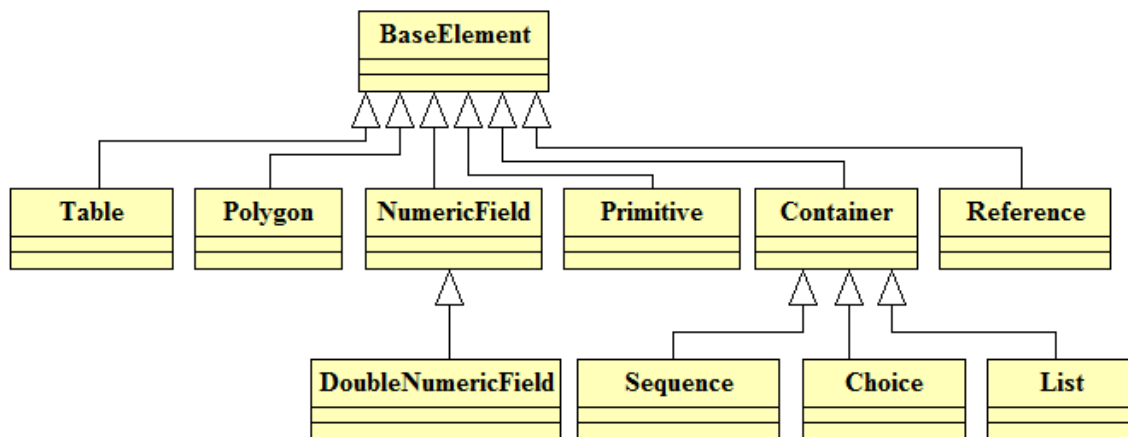 BaseElement
Table
Polygon
NumericField
Primitive
Container
Reference
DoubleNumericField
Sequence
Choice
List